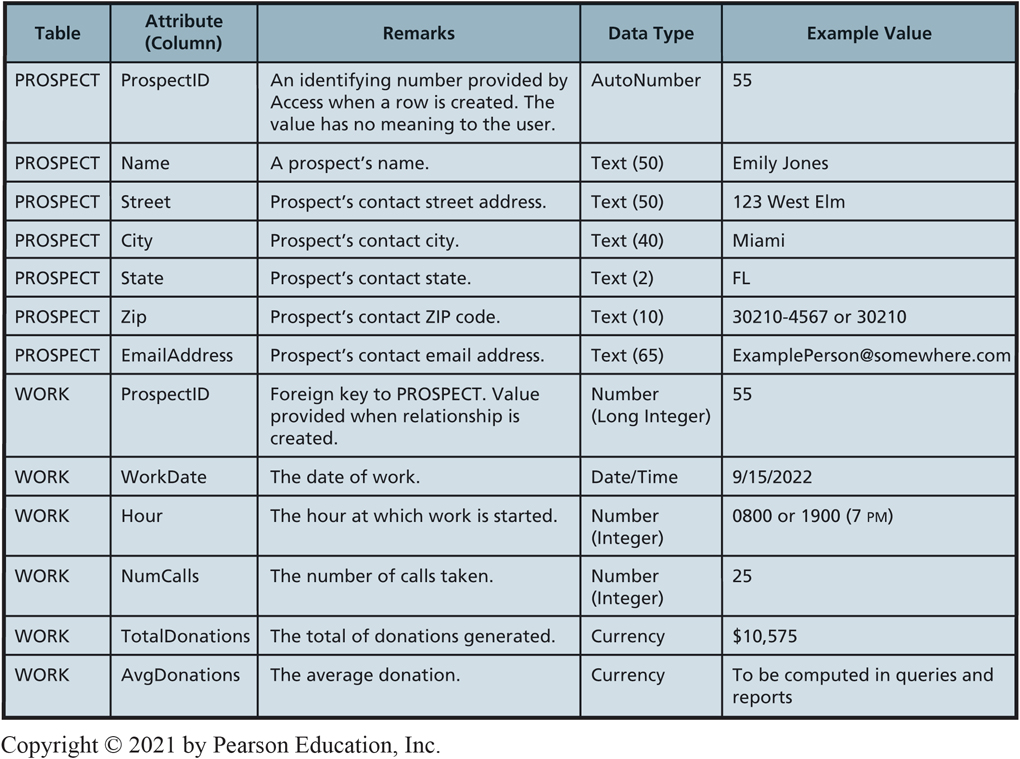 Table Attribute (Column) Remarks Data Type Example Value
PROSPECT ProspectID An identifying number provided by Access when a row is created. The value has no meaning to the user. AutoNumber 55
PROSPECT Name A prospect's name. Text (50) Emily Jones
PROSPECT Street Prospect's contact street address. Text (50) 123 West Elm
PROSPECT City Prospect's contact city. Text (40) Miami
PROSPECT State Prospect's contact state. Text (2) FL
PROSPECT Zip Prospect's contact ZIP code. Text (10) 30210-4567 or 30210
PROSPECT EmailAddress Prospect's contact email address. Text (65) ExamplePerson@somewhere.com
WORK ProspectID Foreign key to PROSPECT. Value provided when relationship is created. Number (Long Integer) 55
WORK WorkDate The date of work. Date/Time 9/15/2022
WORK Hour The hour at which work is started. Number (Integer) 0800 or 1900 (7 PM)
WORK NumCalls The number of calls taken. Number (Integer) 25
WORK TotalDonations The total of donations generated. Currency $10,575
WORK AvgDonations The average donation. Currency To be computed in queries and reports
Copyright © 2021 by Pearson Education, Inc.